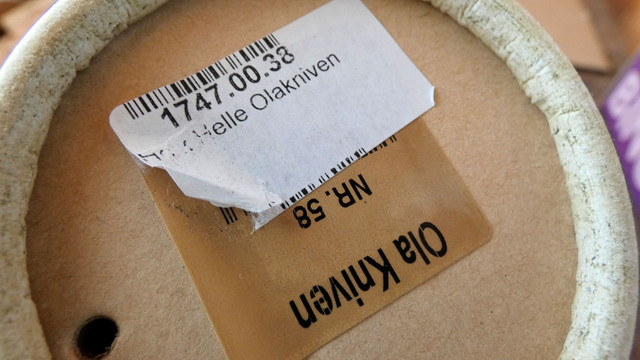 1747.00.38
Helle Olakniven
Ola Kniven
NR. 58